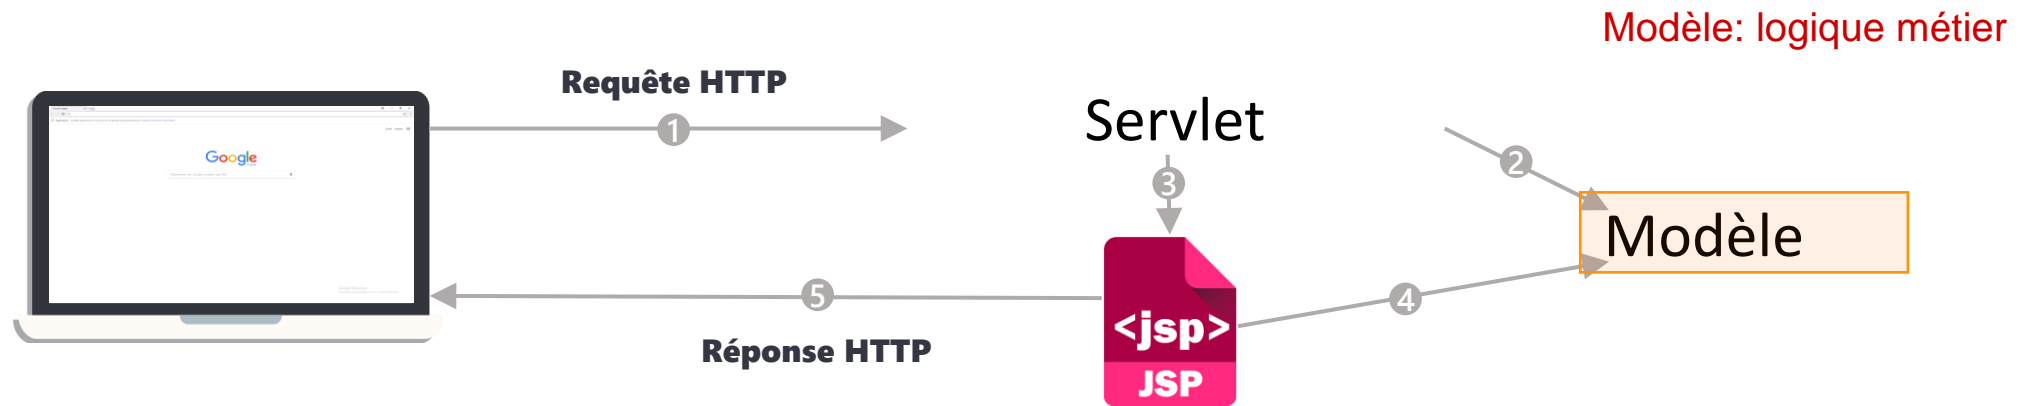 Modèle: logique métier
Requête HTTP
1
Servlet
2
3
Google
Modèle
4
5
<jsp>
Réponse HTTP
JSP